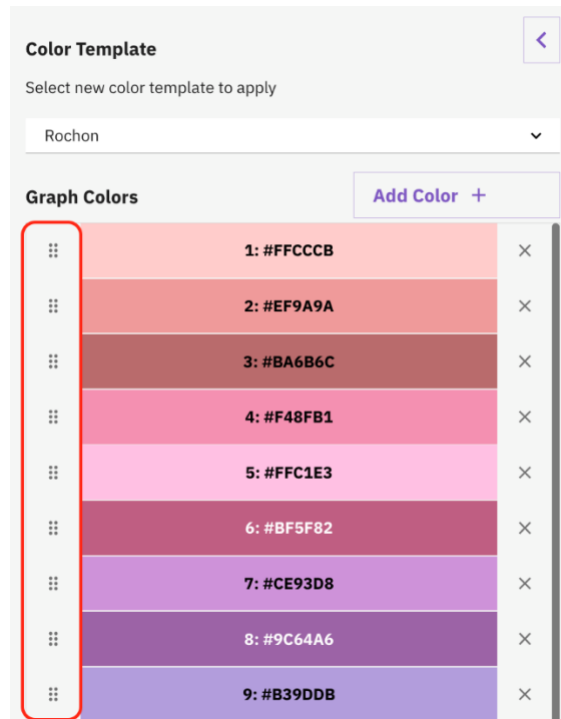 Color Template
Select new color template to apply
Rochon
Graph Colors
Add Color +
1: #FFCCCB
2: #EF9A9A
3: #BA6B6C
4: #F48FB1
5: #FFC1E3
6: #BF5F82
7: #CE93D8
8: #9C64A6
9: #B39DDB